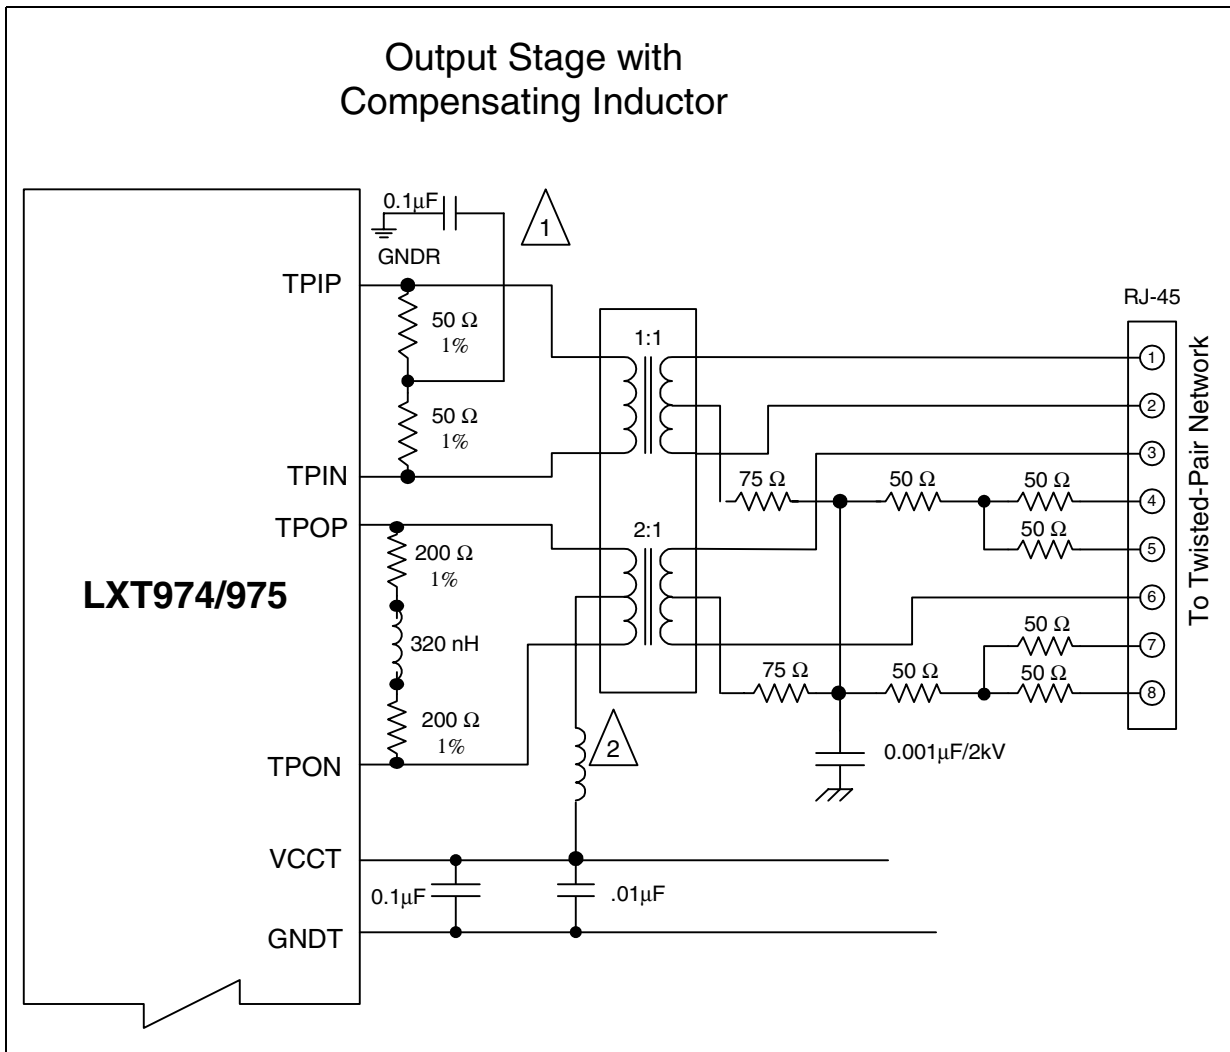 Output Stage with
Compensating Inductor
0.1µF
1
GNDR
TPIP
RJ-45
50 Ω
1%
1:1
1
50 Ω
1%
2
3
TPIN
75 Ω
50 Ω
50 Ω
4
TPOP
2:1
50 Ω
5
200 Ω
1%
LXT974/975
6
320 nH
50 Ω
7
75 Ω
50 Ω
50 Ω
8
To Twisted-Pair Network
200 Ω
1%
2
0.001µF/2kV
TPON
VCCT
0.1µF
.01µF
GNDT